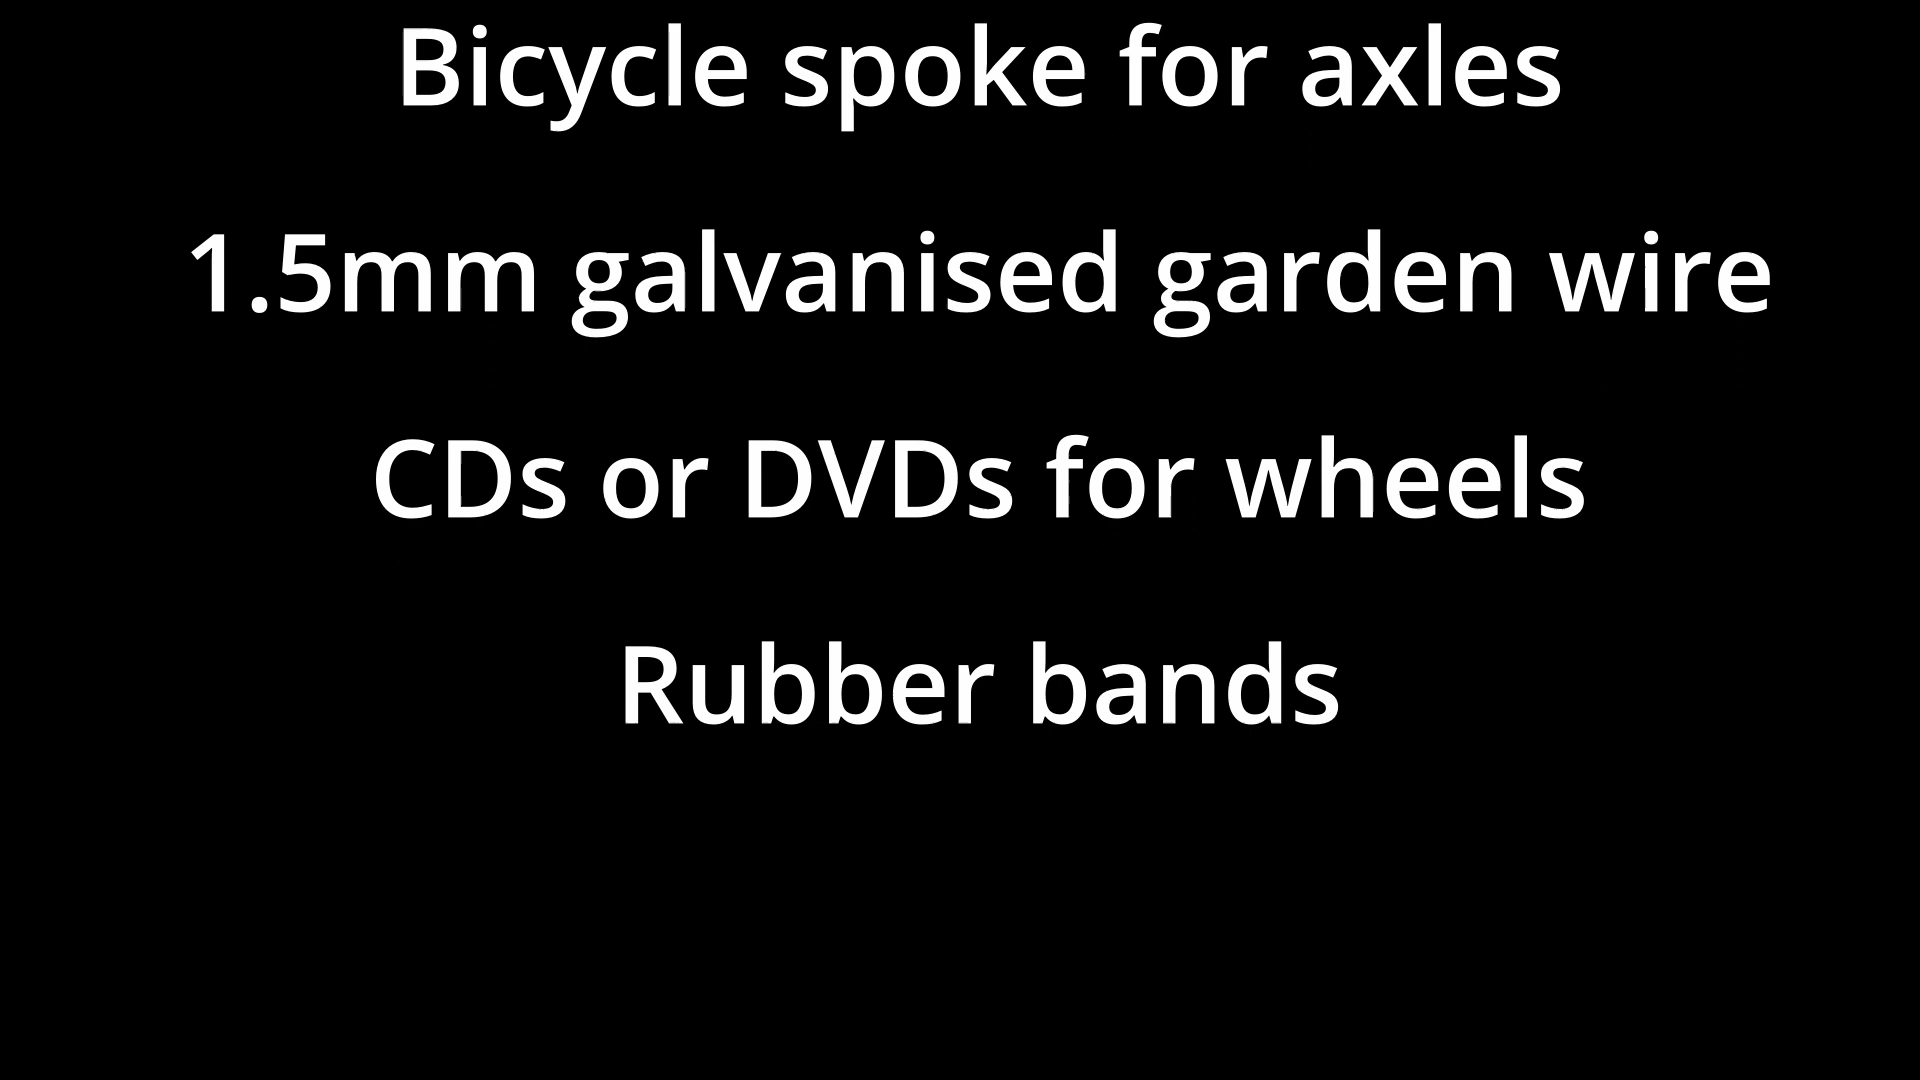 Bicycle spoke for axles
1.5mm galvanised garden wire
CDs or DVDs for wheels
Rubber bands